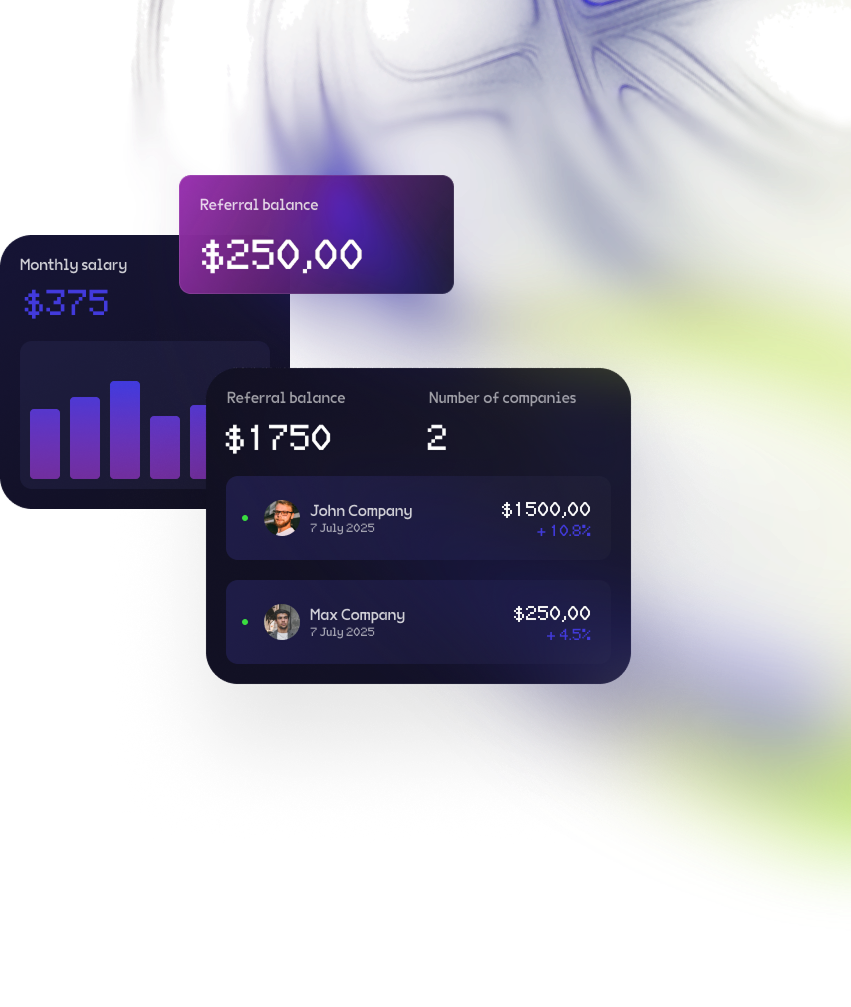 Referral balance
$250,00
Monthly salary
$375
Referral balance
Number of companies
$1750
2
John Company
7 July 2025
$1500,00
+ 10.8%
Max Company
7 July 2025
$250,00
+ 4.5%